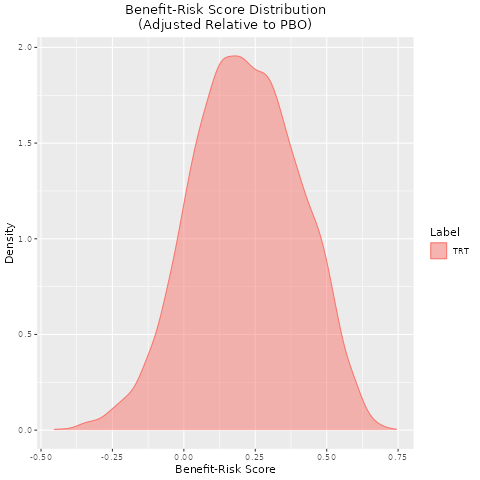 Benefit-Risk Score Distribution
(Adjusted Relative to PBO)
2.0
1.5
1.0
0.5
0.0
Density
-0.50 -0.25 0.00 0.25 0.50 0.75
Benefit-Risk Score
Label
TRT